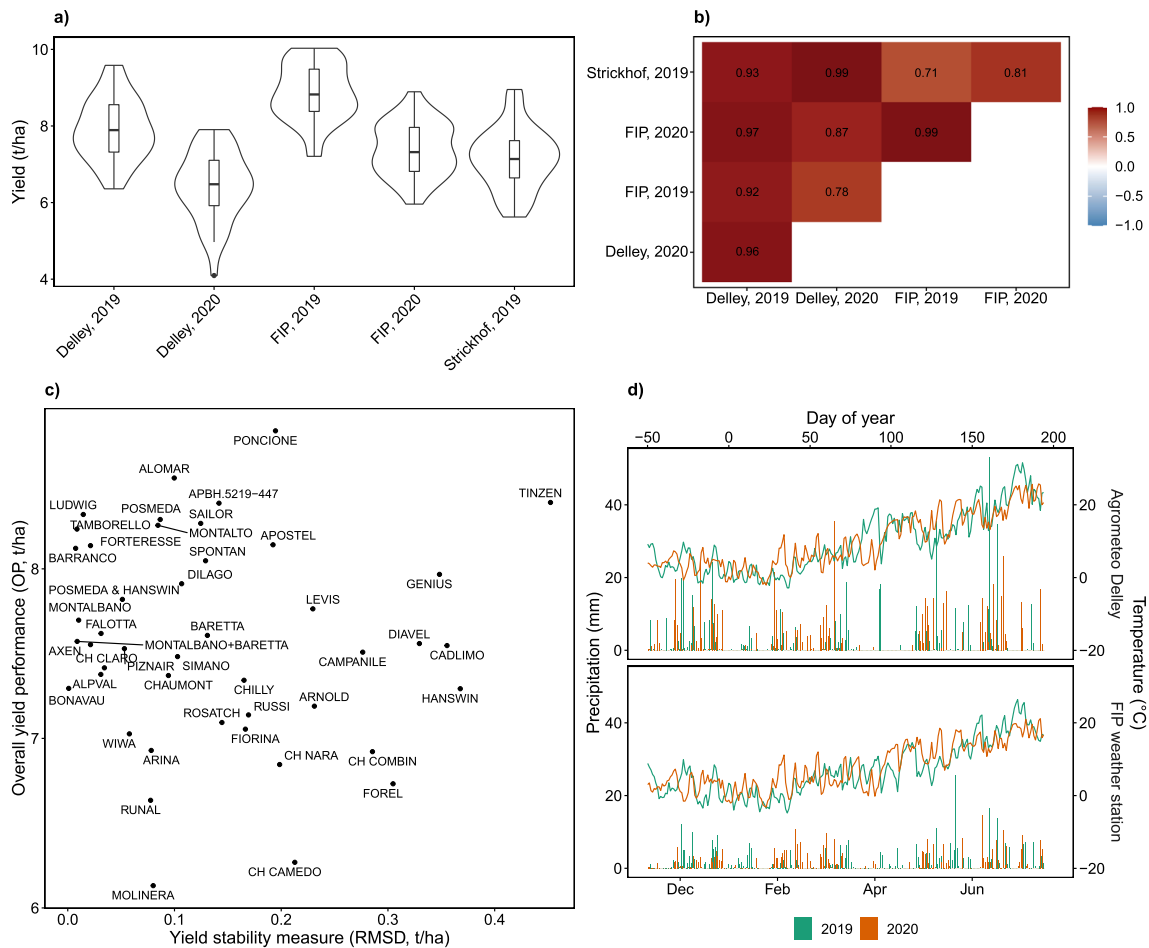 a)
Yield (t/ha)
10
8
6
4
Delley, 2019
Delley, 2020
FIP, 2019
FIP, 2020
Strickhof, 2019
b)
Strickhof, 2019
FIP, 2020
FIP, 2019
Delley, 2020
0.93 0.99 0.71 0.81
0.97 0.87 0.99
0.92 0.78
0.96
Delley, 2019 Delley, 2020 FIP, 2019 FIP, 2020
1.0
0.5
0.0
−0.5
−1.0
c)
Overall yield performance (OP, t/ha)
8
7
6
PONCIONE
ALOMAR
TINZEN
APBH.5219−447
LUDWIG
POSMEDA
SAILOR
TAMBORELLO
MONTALTO
APOSTEL
FORTERESSE
BARRANCO
SPONTAN
DILAGO
GENIUS
POSMEDA & HANSWIN
MONTALBANO
LEVIS
FALOTTA
BARETTA
DIAVEL
AXEN
MONTALBANO+BARETTA
CADLIMO
CH CLARO
PIZNAIR
SIMANO
CAMPANILE
ALPVAL
CHAUMONT
CHILLY
BONAVAU
ARNOLD
HANSWIN
RUSSI
ROSATCH
FIORINA
WIWA
ARINA
CH NARA
CH COMBIN
FOREL
RUNAL
CH CAMEDO
MOLINERA
0.0 0.1 0.2 0.3 0.4
Yield stability measure (RMSD, t/ha)
d)
Day of year
−50 0 50 100 150 200
Precipitation (mm)
40
20
0
40
20
0
20
0
−20
20
0
−20
Agrometeo Delley
FIP weather station
Temperature (°C)
Dec Feb Apr Jun
2019 2020